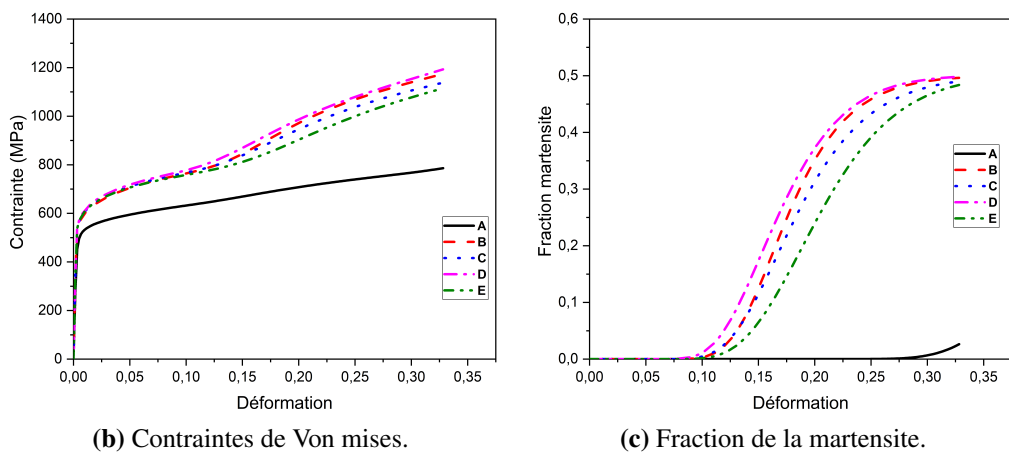 1400
1200
1000
800
600
400
200
0
Contrainte (MPa)
A
B
C
D
E
0,00 0,05 0,10 0,15 0,20 0,25 0,30 0,35
Déformation
(b) Contraintes de Von mises.
0,6
0,5
0,4
0,3
0,2
0,1
0,0
Fraction martensite
A
B
C
D
E
0,00 0,05 0,10 0,15 0,20 0,25 0,30 0,35
Déformation
(c) Fraction de la martensite.